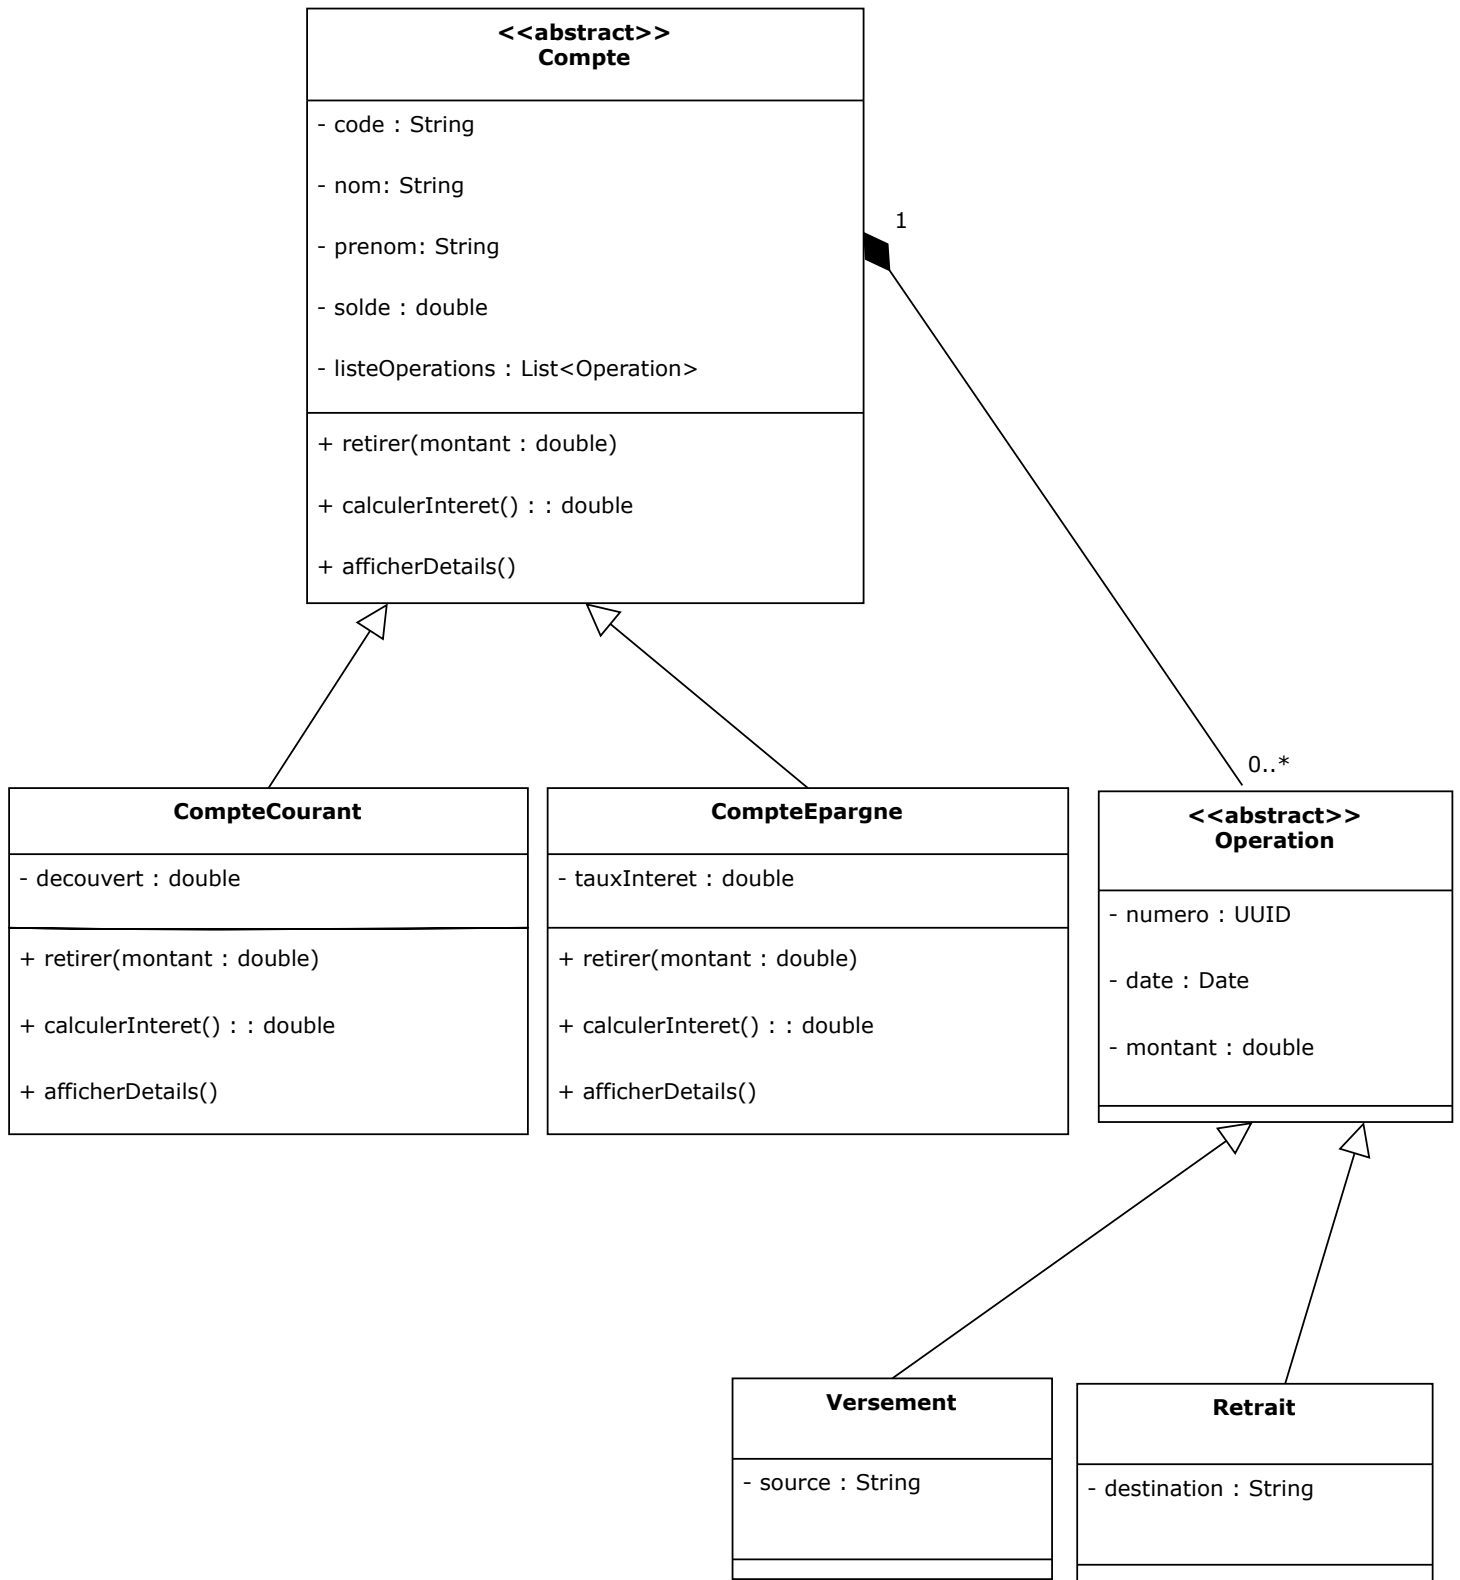 <<abstract>>
Compte
- code : String
- nom: String
- prenom: String
- solde : double
- listeOperations : List<Operation>
+ retirer(montant : double)
+ calculerInteret() : : double
+ afficherDetails()
1
0..*
CompteCourant
- decouvert : double
+ retirer(montant : double)
+ calculerInteret() : : double
+ afficherDetails()
CompteEpargne
- tauxInteret : double
+ retirer(montant : double)
+ calculerInteret() : : double
+ afficherDetails()
<<abstract>>
Operation
- numero : UUID
- date : Date
- montant : double
Versement
- source : String
Retrait
- destination : String